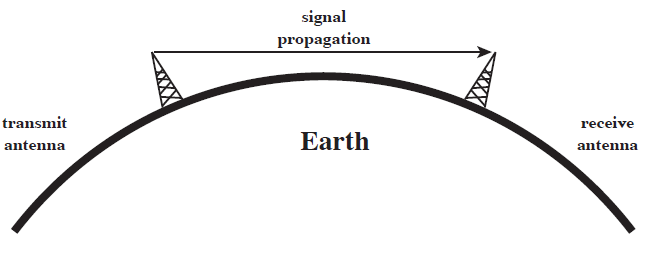 signal
propagation
transmit
antenna
Earth
receive
antenna